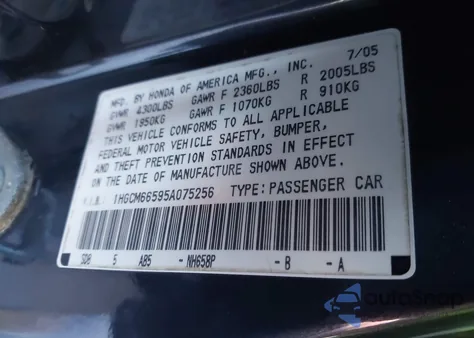 MFD. BY HONDA OF AMERICA MFG., INC. 7/05
GVWR 4300LBS GAWR F 2360LBS R 2005LBS
GVWR 1950KG GAWR F 1070KG R 910KG
THIS VEHICLE CONFORMS TO ALL APPLICABLE
FEDERAL MOTOR VEHICLE SAFETY, BUMPER,
AND THEFT PREVENTION STANDARDS IN EFFECT
ON THE DATE OF MANUFACTURE SHOWN ABOVE.
1HGCM66595A075256 TYPE: PASSENGER CAR
SDB 5 AB5 - NH658P - B - A
AutoSnap